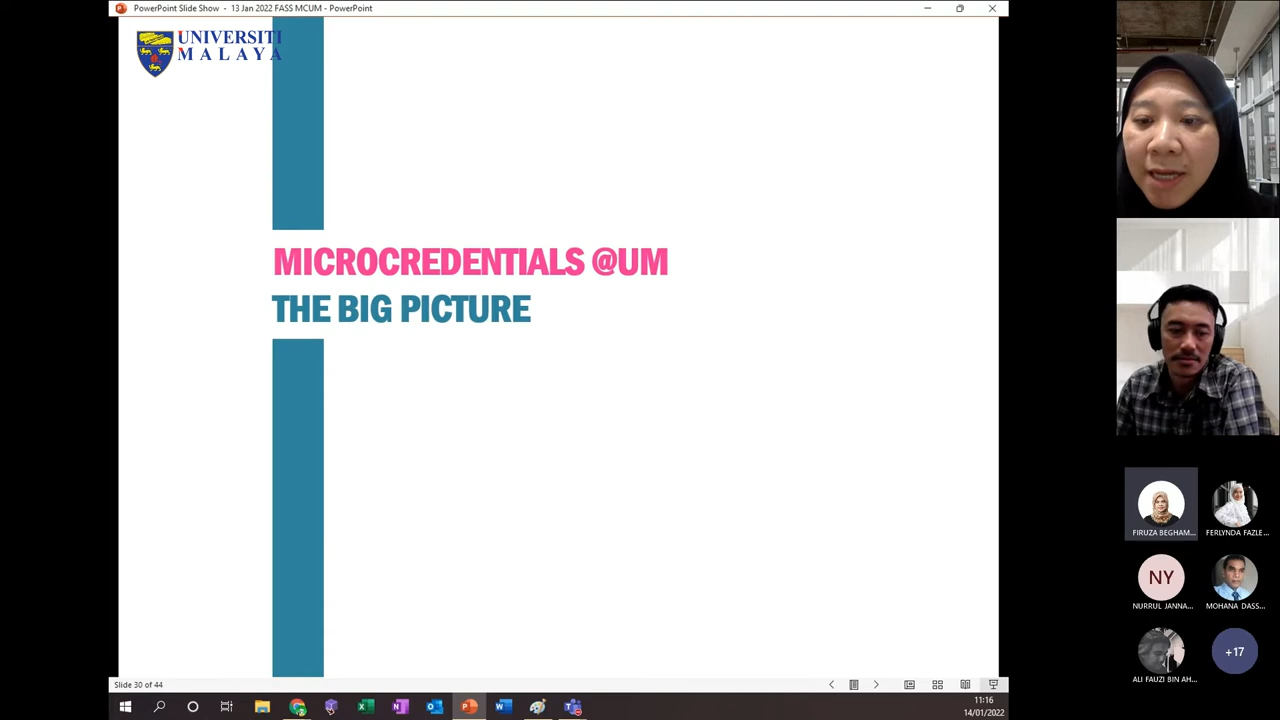 PowerPoint Slide Show - 13 Jan 2022 FASS MCUM - PowerPoint
UNIVERSITI
MALAYA
MICROCREDENTIALS @UM
THE BIG PICTURE
FIRUZA BEGHAM...
FERLYNDA FAZLE...
NY
NURRUL JANNA...
MOHANA DASS...
ALI FAUZI BIN AH...
+17
Slide 30 of 44
11:16
14/01/2022